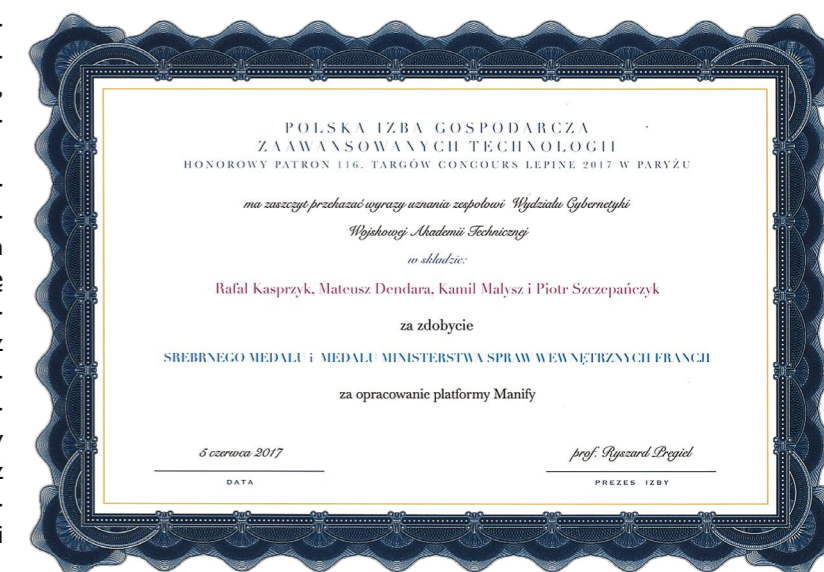 POLSKA IZBA GOSPODARCZA
ZAAWANSOWANYCH TECHNOLOGII
HONOROWY PATRON 116. TARGÓW CONCOURS LEPINE 2017 W PARYŻU
ma zaszczyt przekazać wyrazy uznania zespołowi Wydziału Cybernetyki
Wojskowej Akademii Technicznej
w składzie:
Rafał Kasprzyk, Mateusz Dendara, Kamil Małysz i Piotr Szczepańczyk
za zdobycie
SREBRNEGO MEDALU i MEDALU MINISTERSTWA SPRAW WEWNĘTRZNYCH FRANCJI
za opracowanie platformy Manify
5 czerwca 2017 prof. Ryszard Pregiel
DATA PREZES IZBY